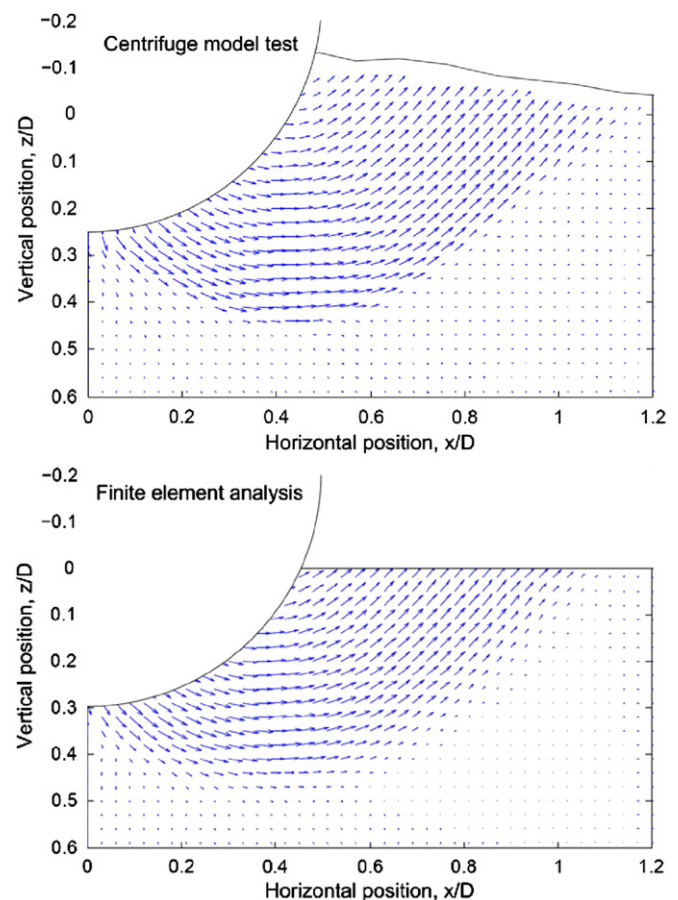 −0.2
Centrifuge model test
−0.1
0
0.1
0.2
0.3
0.4
0.5
0.6
Vertical position, z/D
0 0.2 0.4 0.6 0.8 1 1.2
Horizontal position, x/D
−0.2
Finite element analysis
−0.1
0
0.1
0.2
0.3
0.4
0.5
0.6
Vertical position, z/D
0 0.2 0.4 0.6 0.8 1 1.2
Horizontal position, x/D